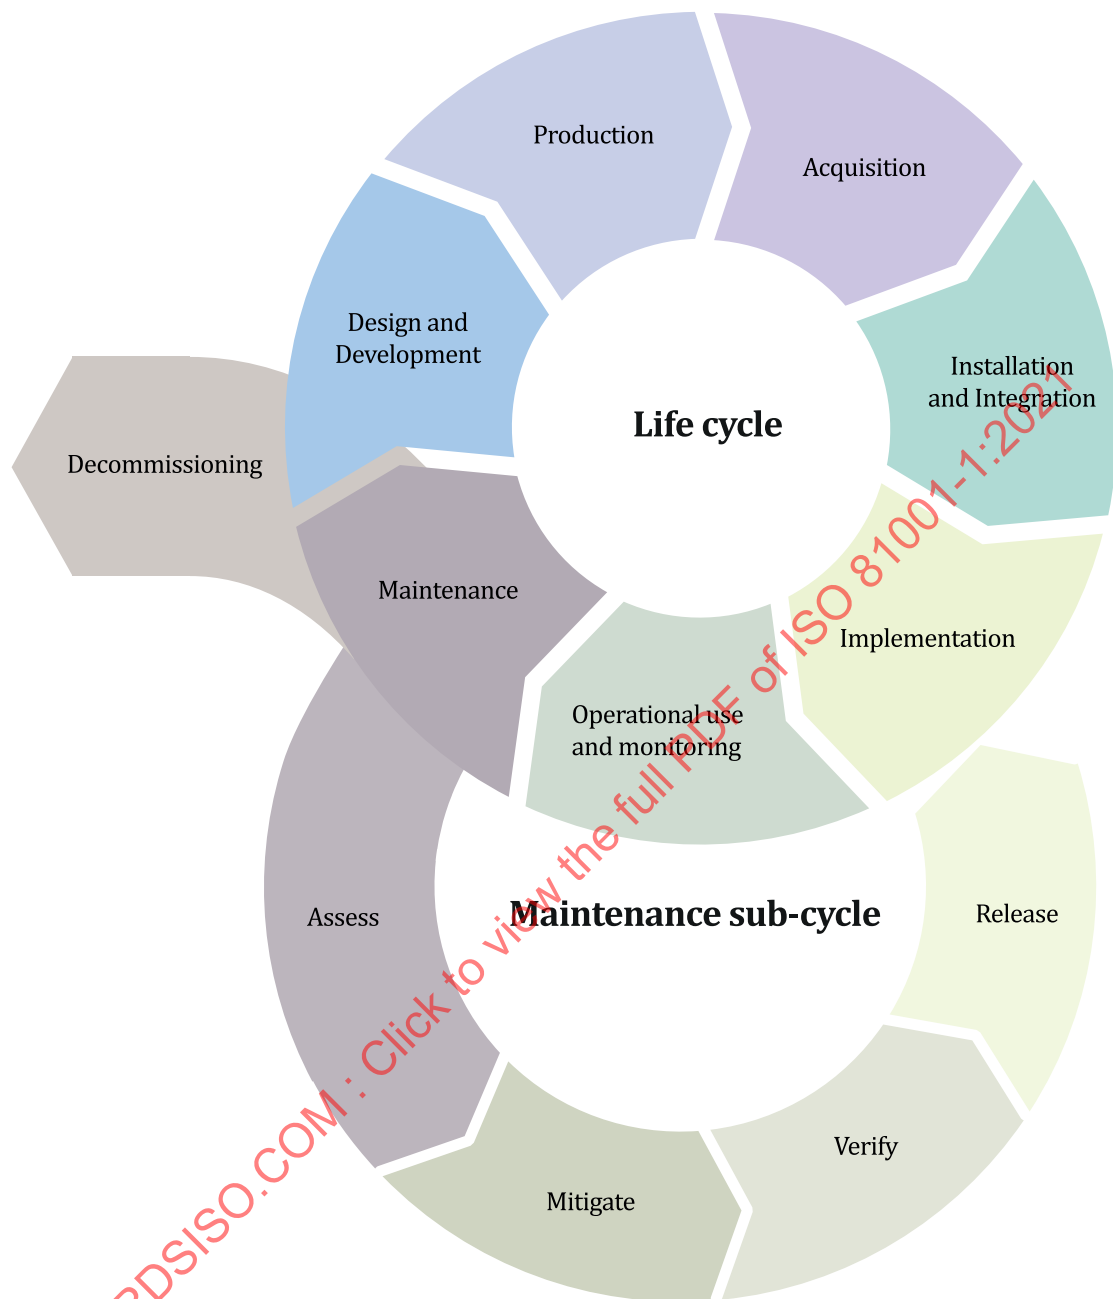 Production
Acquisition
Design and
Development
Installation
and Integration
Life cycle
Decommissioning
Maintenance
Implementation
Operational use
and monitoring
Maintenance sub-cycle
Assess
Release
Verify
Mitigate
RDSISO.COM : Click to view the full PDF of ISO 81001-1:2021